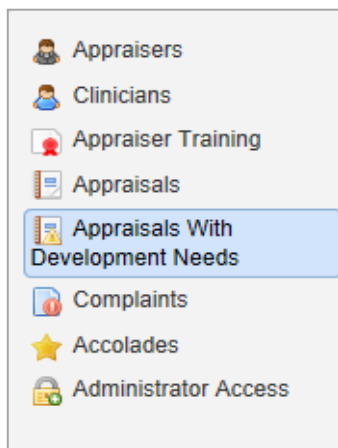 Appraisers
Clinicians
Appraiser Training
Appraisals
Appraisals With
Development Needs
Complaints
Accolades
Administrator Access